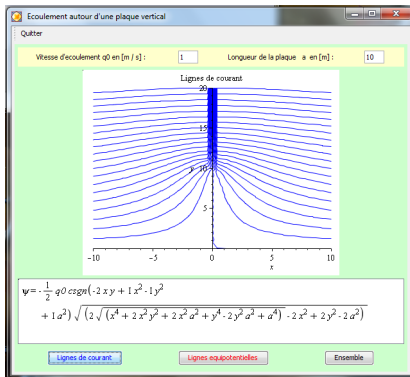 Ecoulement autour d'une plaque vertical
Quitter
Vitesse d'ecoulement q0 en [m / s] : 1 Longueur de la plaque a en [m] : 10
Lignes de courant
20
15
y 10
5
-10 -5 0 5 10
x
ψ = - 1/2 q0 csgn(-2 x y + 1 x² - 1 y²
+ 1 a²) √(2 √(x⁴ + 2 x² y² + 2 x² a² + y⁴ - 2 y² a² + a⁴) - 2 x² + 2 y² - 2 a²)
Lignes de courant Lignes equipotentielles Ensemble